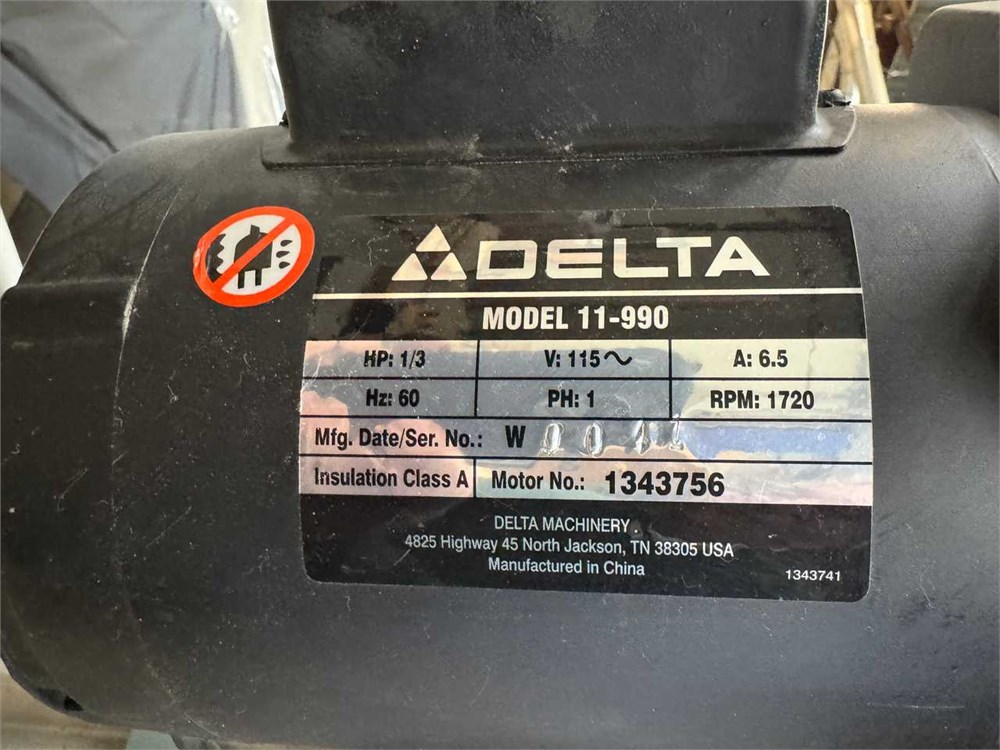 DELTA
MODEL 11-990
HP: 1/3 V: 115~ A: 6.5
Hz: 60 PH: 1 RPM: 1720
Mfg. Date/Ser. No.: W
Insulation Class A Motor No.: 1343756
DELTA MACHINERY .
4825 Highway 45 North Jackson, TN 38305 USA
Manufactured in China
1343741